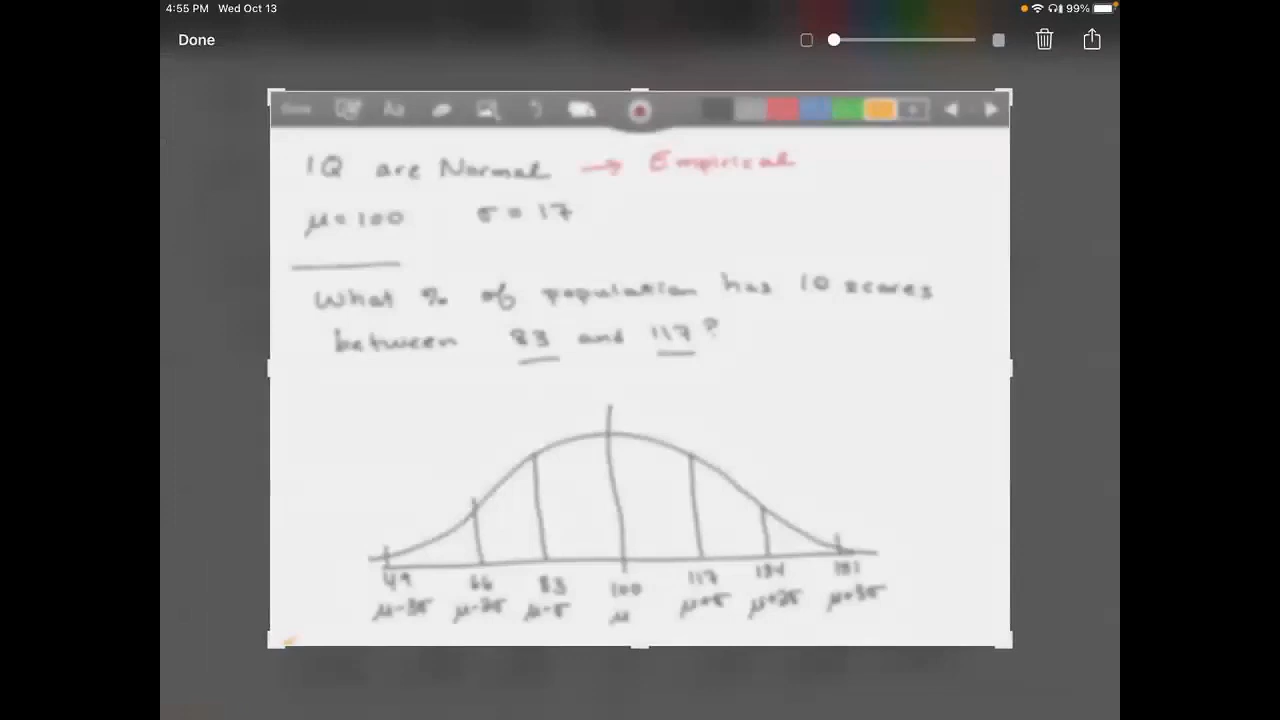 4:55 PM Wed Oct 13
99%
Done
Aa
IQ are Normal → Empirical
μ = 100 σ = 17
What % of population has IQ scores
between 83 and 117?
49 66 83 100 117 134 151
μ-3σ μ-2σ μ-σ μ μ+σ μ+2σ μ+3σ